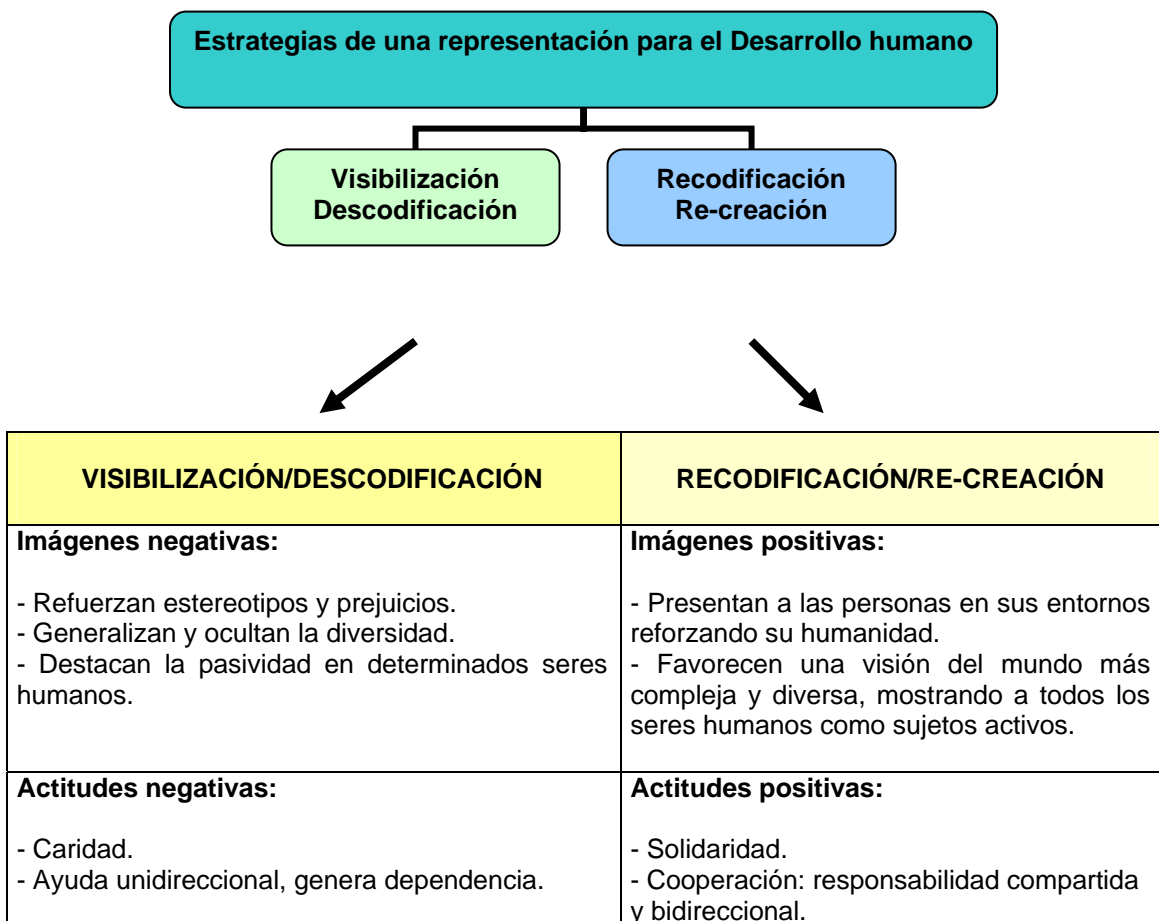 Estrategias de una representación para el Desarrollo humano
Visibilización
Descodificación
Recodificación
Re-creación
VISIBILIZACIÓN/DESCODIFICACIÓN
RECODIFICACIÓN/RE-CREACIÓN
Imágenes negativas:
- Refuerzan estereotipos y prejuicios.
- Generalizan y ocultan la diversidad.
- Destacan la pasividad en determinados seres
humanos.
Imágenes positivas:
- Presentan a las personas en sus entornos
reforzando su humanidad.
- Favorecen una visión del mundo más
compleja y diversa, mostrando a todos los
seres humanos como sujetos activos.
Actitudes negativas:
- Caridad.
- Ayuda unidireccional, genera dependencia.
Actitudes positivas:
- Solidaridad.
- Cooperación: responsabilidad compartida
y bidireccional.